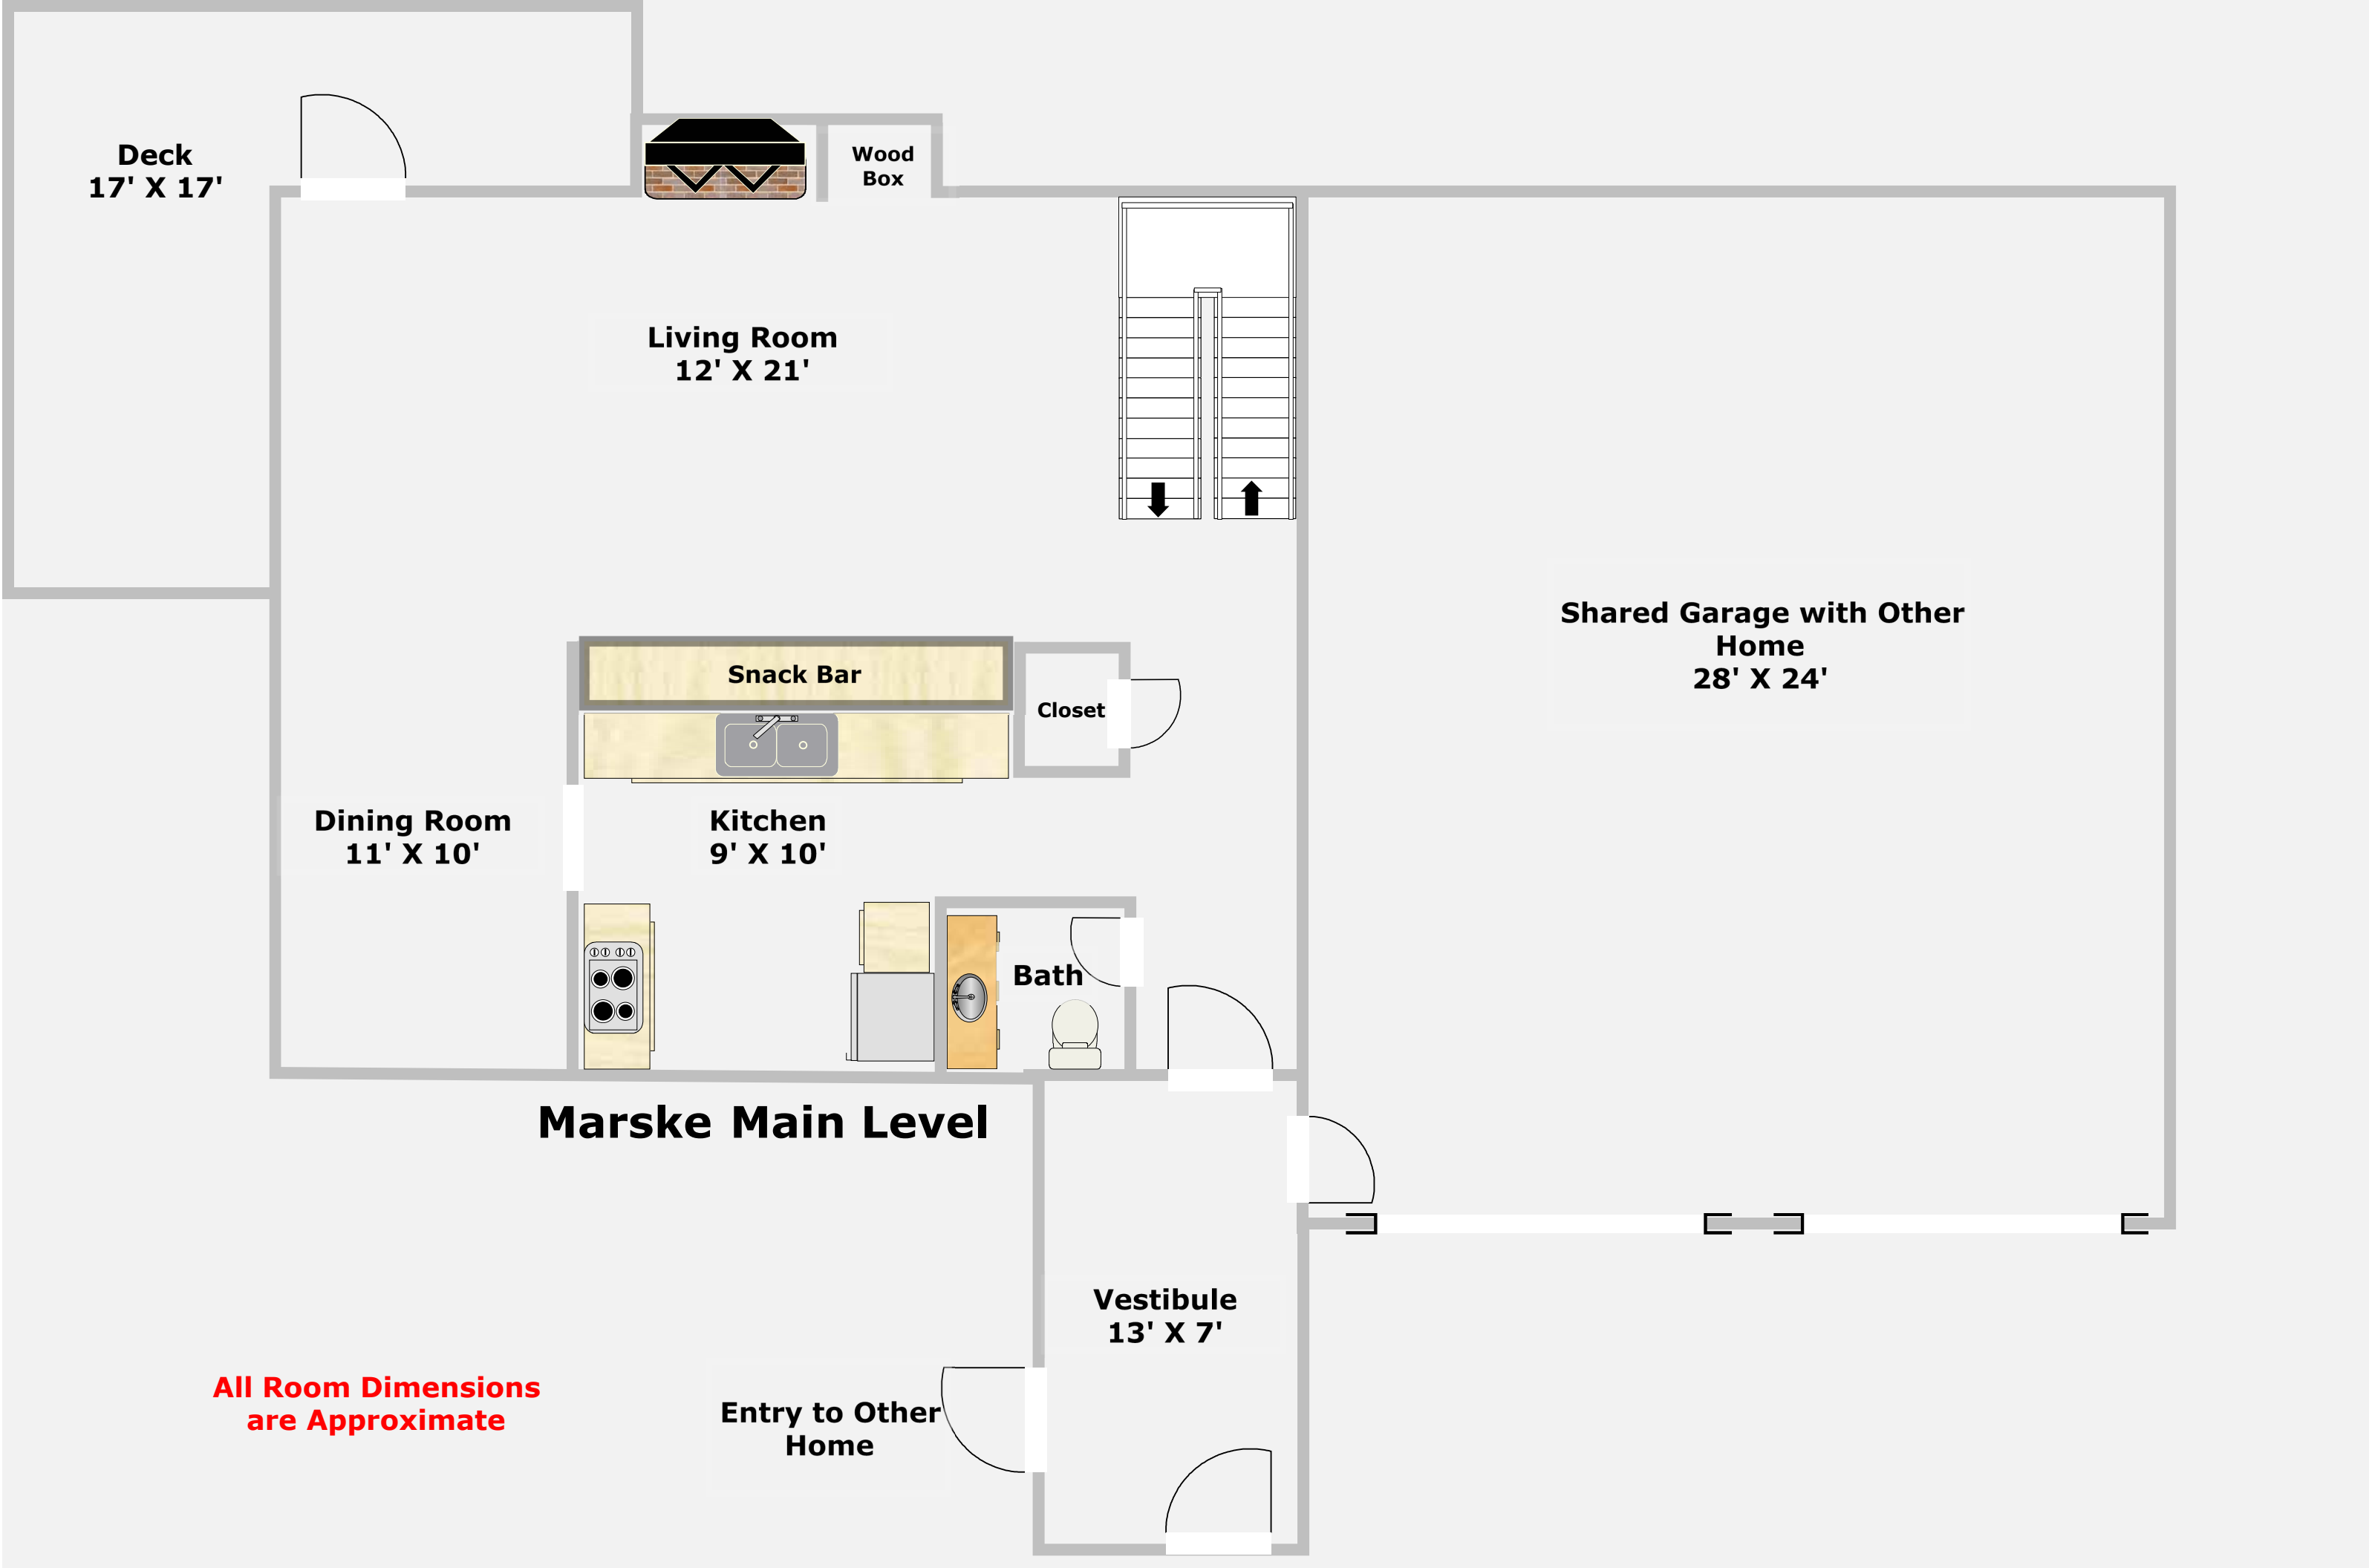 Deck
17' X 17'
Wood
Box
Living Room
12' X 21'
Shared Garage with Other
Home
28' X 24'
Snack Bar
Closet
Dining Room
11' X 10'
Kitchen
9' X 10'
Bath
Marske Main Level
Vestibule
13' X 7'
All Room Dimensions
are Approximate
Entry to Other
Home